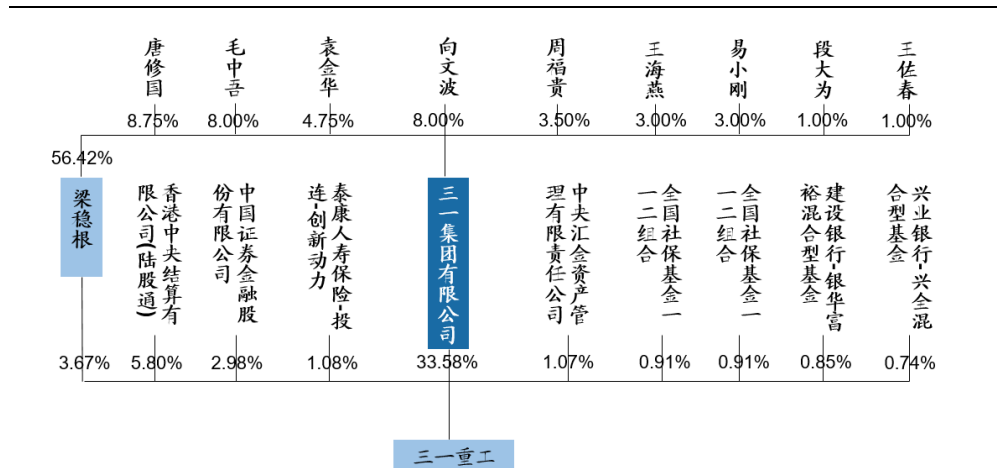 唐修国
毛中吾
袁金华
向文波
周福贵
王海燕
易小刚
段大为
王佐春
8.75%
8.00%
4.75%
8.00%
3.50%
3.00%
3.00%
1.00%
1.00%
56.42%
梁稳根
香港中央结算有
限公司(陆股通)
中国证券金融股
份有限公司
泰康人寿保险-投
连-创新动力
三一集团有限公司
中央汇金资产管
理有限责任公司
全国社保基金一
一二组合
全国社保基金一
一二组合
建设银行-银华富
裕混合型基金
兴业银行-兴全混
合型基金
3.67%
5.80%
2.98%
1.08%
33.58%
1.07%
0.91%
0.91%
0.85%
0.74%
三一重工